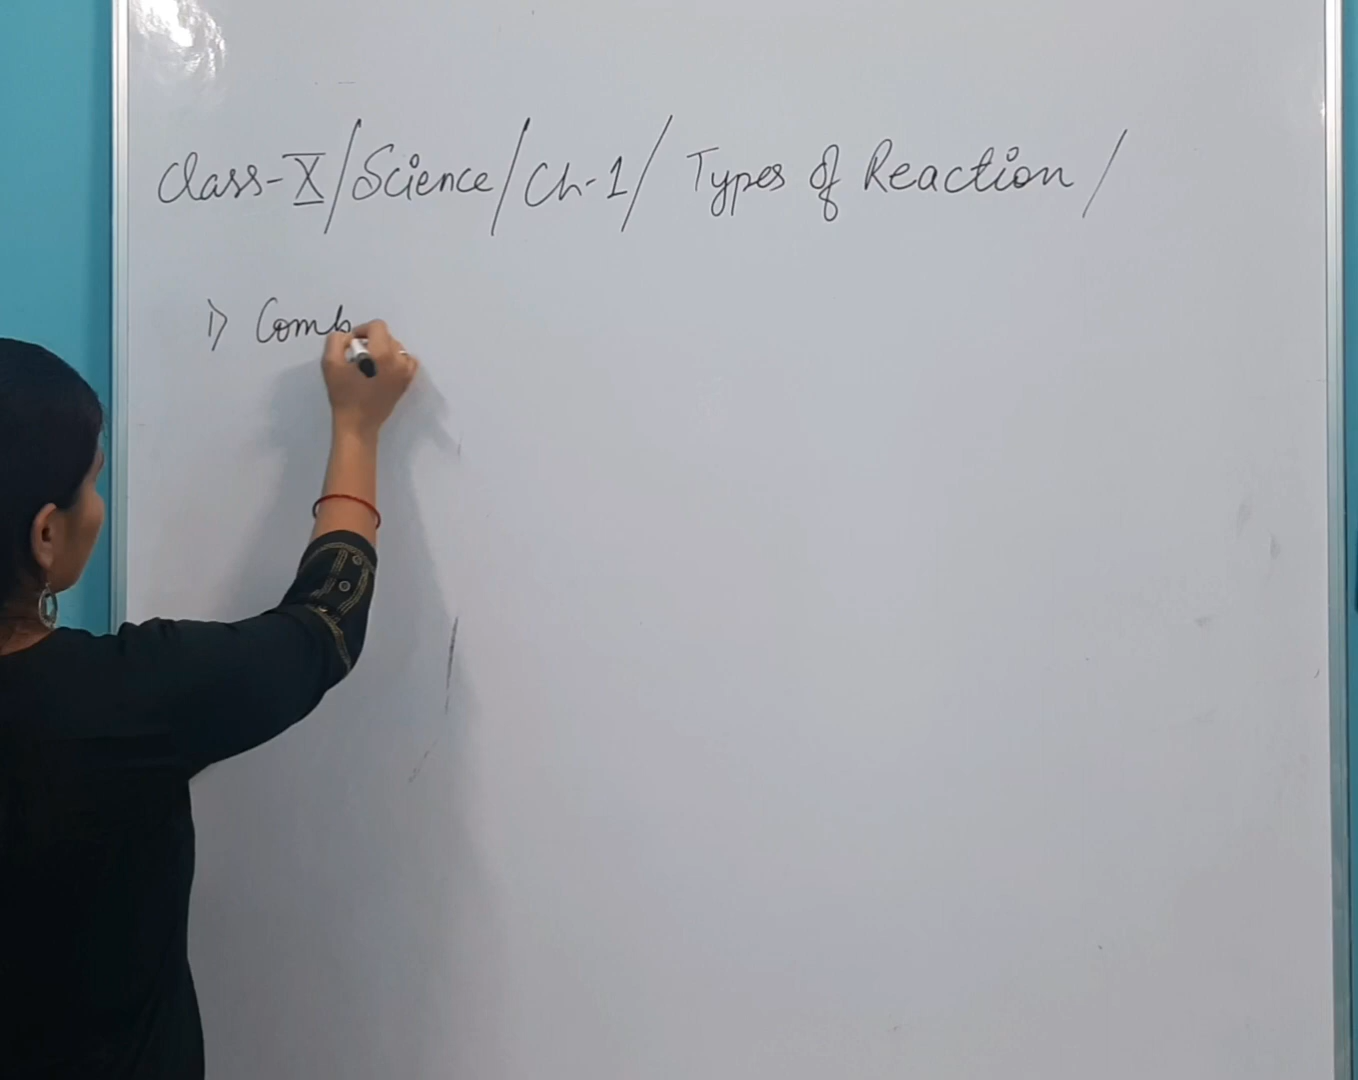 Class-X/Science/Ch-1/ Types of Reaction /
1) Comb